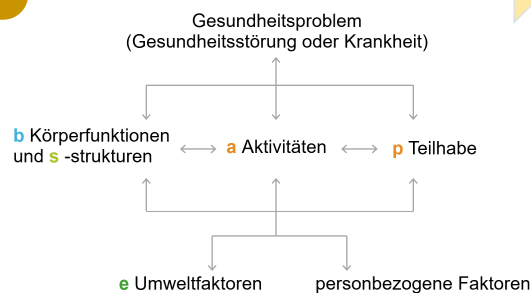 Gesundheitsproblem
(Gesundheitsstörung oder Krankheit)
b Körperfunktionen
und s -strukturen
a Aktivitäten
p Teilhabe
e Umweltfaktoren
personbezogene Faktoren